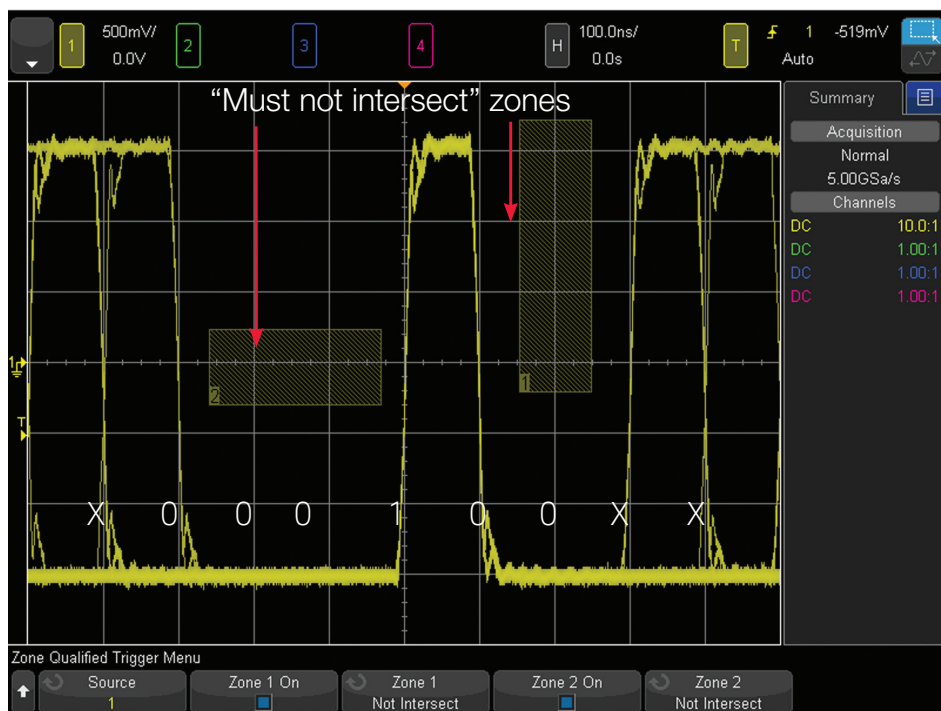 1 500mV/ 2 3 4 H 100.0ns/ T 1 -519mV
0.0V 0.0s Auto
Summary
“Must not intersect” zones
Acquisition
Normal
5.00GSa/s
Channels
DC 10.0:1
DC 1.00:1
DC 1.00:1
DC 1.00:1
1
2
1
T
X 0 0 0 1 0 0 X X
Zone Qualified Trigger Menu
Source Zone 1 On Zone 1 Zone 2 On Zone 2
1 Not Intersect Not Intersect